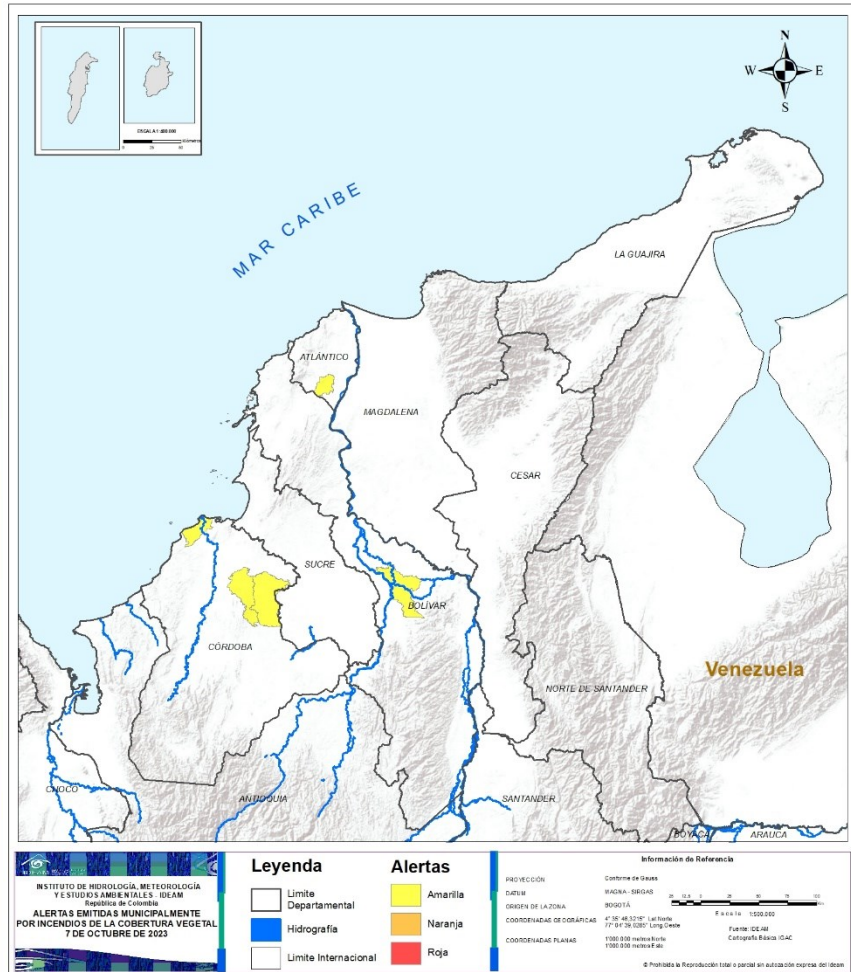 N
W E
S
ESCALA 1:400.000
MAR CARIBE
LA GUAJIRA
ATLÁNTICO
MAGDALENA
CESAR
SUCRE
BOLÍVAR
CÓRDOBA
Venezuela
NORTE DE SANTANDER
CHOCO
ANTIOQUIA
SANTANDER
BOYACÁ
ARAUCA
INSTITUTO DE HIDROLOGÍA, METEOROLOGÍA
Y ESTUDIOS AMBIENTALES - IDEAM
República de Colombia
ALERTAS EMITIDAS MUNICIPALMENTE
POR INCENDIOS DE LA COBERTURA VEGETAL
7 DE OCTUBRE DE 2023
Leyenda
Limite
Departamental
Hidrografía
Limite Internacional
Alertas
Amarilla
Naranja
Roja
Información de Referencia
PROYECCIÓN Conforme de Gauss
DATUM MAGNA - SIRGAS
ORIGEN DE LA ZONA BOGOTÁ
COORDENADAS GEOGRÁFICAS
COORDENADAS PLANAS 1'000.000 metros Norte
1'000.000 metros Este
Escala
Fuente: IDEAM
Cartografía Básica IGAC
© Prohibida la Reproducción total o parcial sin autorización expresa del Ideam